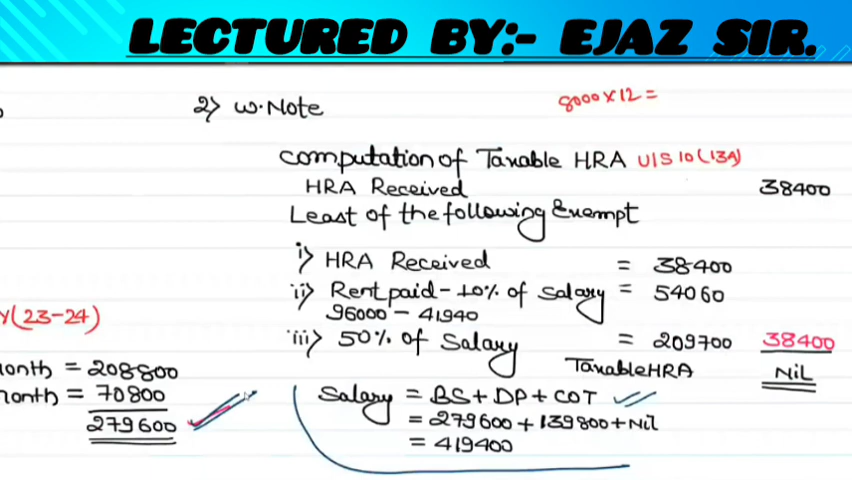 LECTURED BY:- EJAZ SIR.
2) W.Note
8000 X 12 =
Computation of Taxable HRA U/S 10 (13A)
HRA Received 38400
Least of the following Exempt
i) HRA Received = 38400
ii) Rent paid - 10% of Salary = 54060
96000 - 41940
iii) 50% of Salary = 209700 38400
Taxable HRA Nil
Salary = BS + DP + COT
= 279600 + 139800 + Nil
= 419400
Y (23-24)
month = 208800
month = 70800
279600